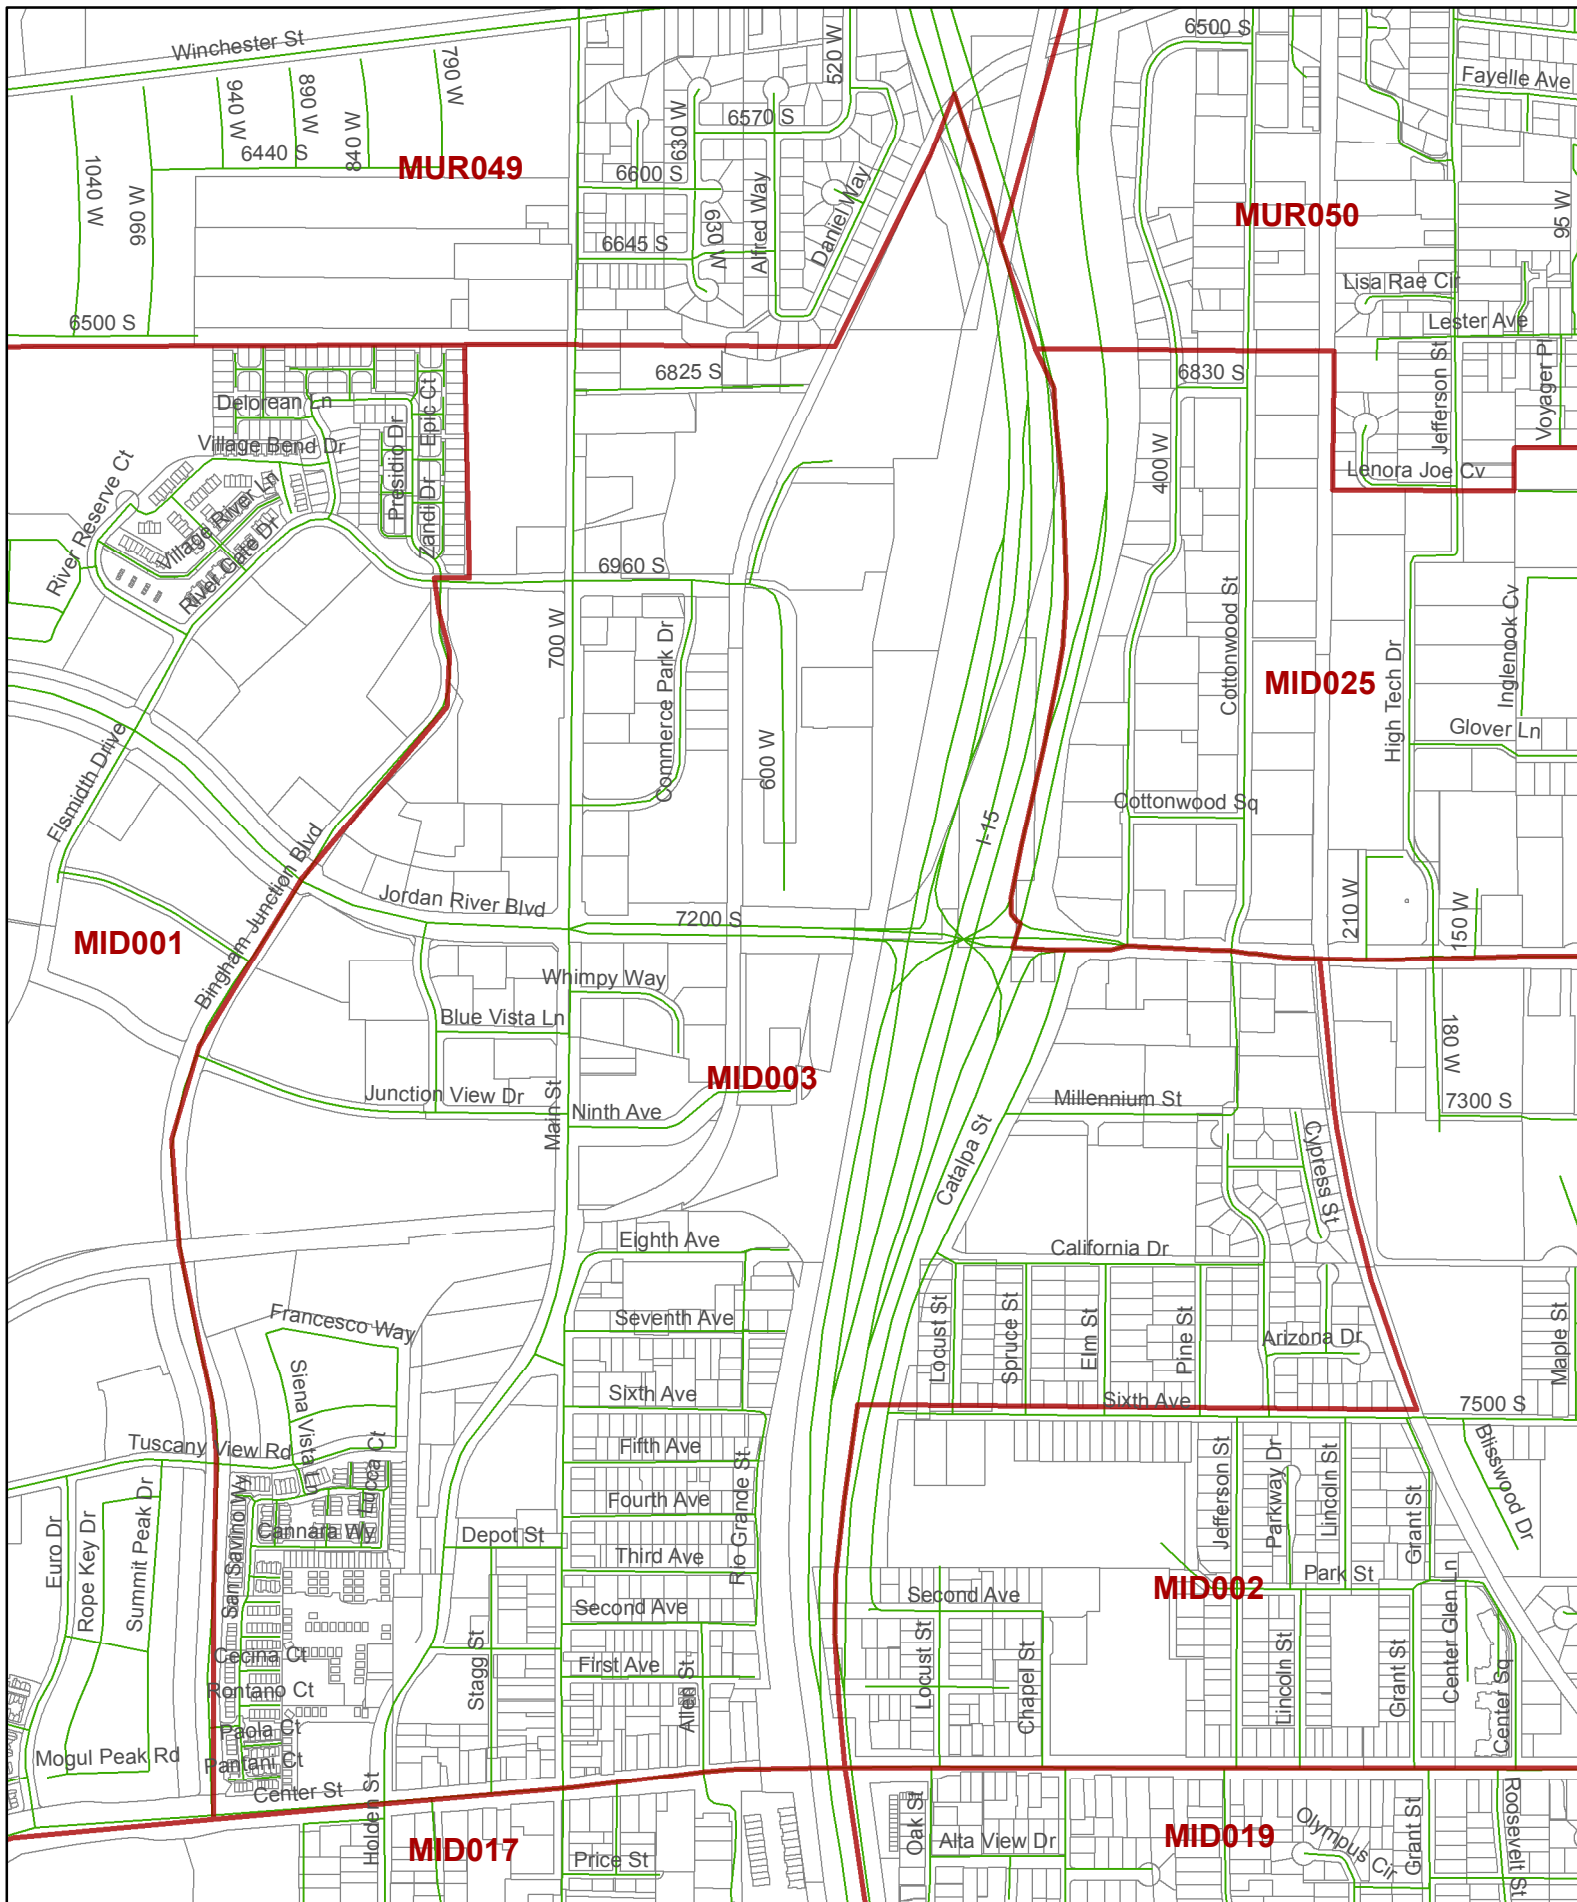 Winchester St
790 W
520 W
6500 S
Fayelle Ave
940 W
890 W
840 W
6440 S
MUR049
1040 W
990 W
6500 S
630 W
6570 S
6600 S
630 W
Alfred Way
Daniel Way
6645 S
MUR050
95 W
Lisa Rae Cir
Lester Ave
Jefferson St
Voyager Pl
Lenora Joe Cv
6825 S
6830 S
Delorean Ln
Village Bend Dr
Epic Ct
Presidio Dr
Zandi Dr
River Reserve Ct
Village River Ln
River Gate Dr
400 W
6960 S
700 W
Commerce Park Dr
600 W
Cottonwood St
MID025
High Tech Dr
Inglenook Cv
Glover Ln
Flsmidth Drive
Cottonwood Sq
I-15
Bingham Junction Blvd
Jordan River Blvd
7200 S
210 W
150 W
MID001
Whimpy Way
Blue Vista Ln
180 W
MID003
Junction View Dr
Main St
Ninth Ave
Millennium St
7300 S
Catalpa St
Cypress St
Eighth Ave
California Dr
Francesco Way
Seventh Ave
Locust St
Spruce St
Elm St
Pine St
Arizona Dr
Maple St
Siena Vista Ln
Sixth Ave
Sixth Ave
7500 S
Tuscany View Rd
Lucca Ct
Fifth Ave
Rio Grande St
Jefferson St
Parkway Dr
Lincoln St
Grant St
Blisswood Dr
Euro Dr
Rope Key Dr
Summit Peak Dr
San Savino Wy
Cannara Wy
Fourth Ave
Depot St
Third Ave
Second Ave
Second Ave
MID002
Park St
Center Glen Ln
Cecina Ct
Rontano Ct
Paola Ct
Pantani Ct
Stagg St
First Ave
Allen St
Locust St
Chapel St
Lincoln St
Grant St
Center Sq
Mogul Peak Rd
Center St
Holden St
MID017
Price St
Oak St
Alta View Dr
MID019
Olympus Cir
Grant St
Roosevelt St